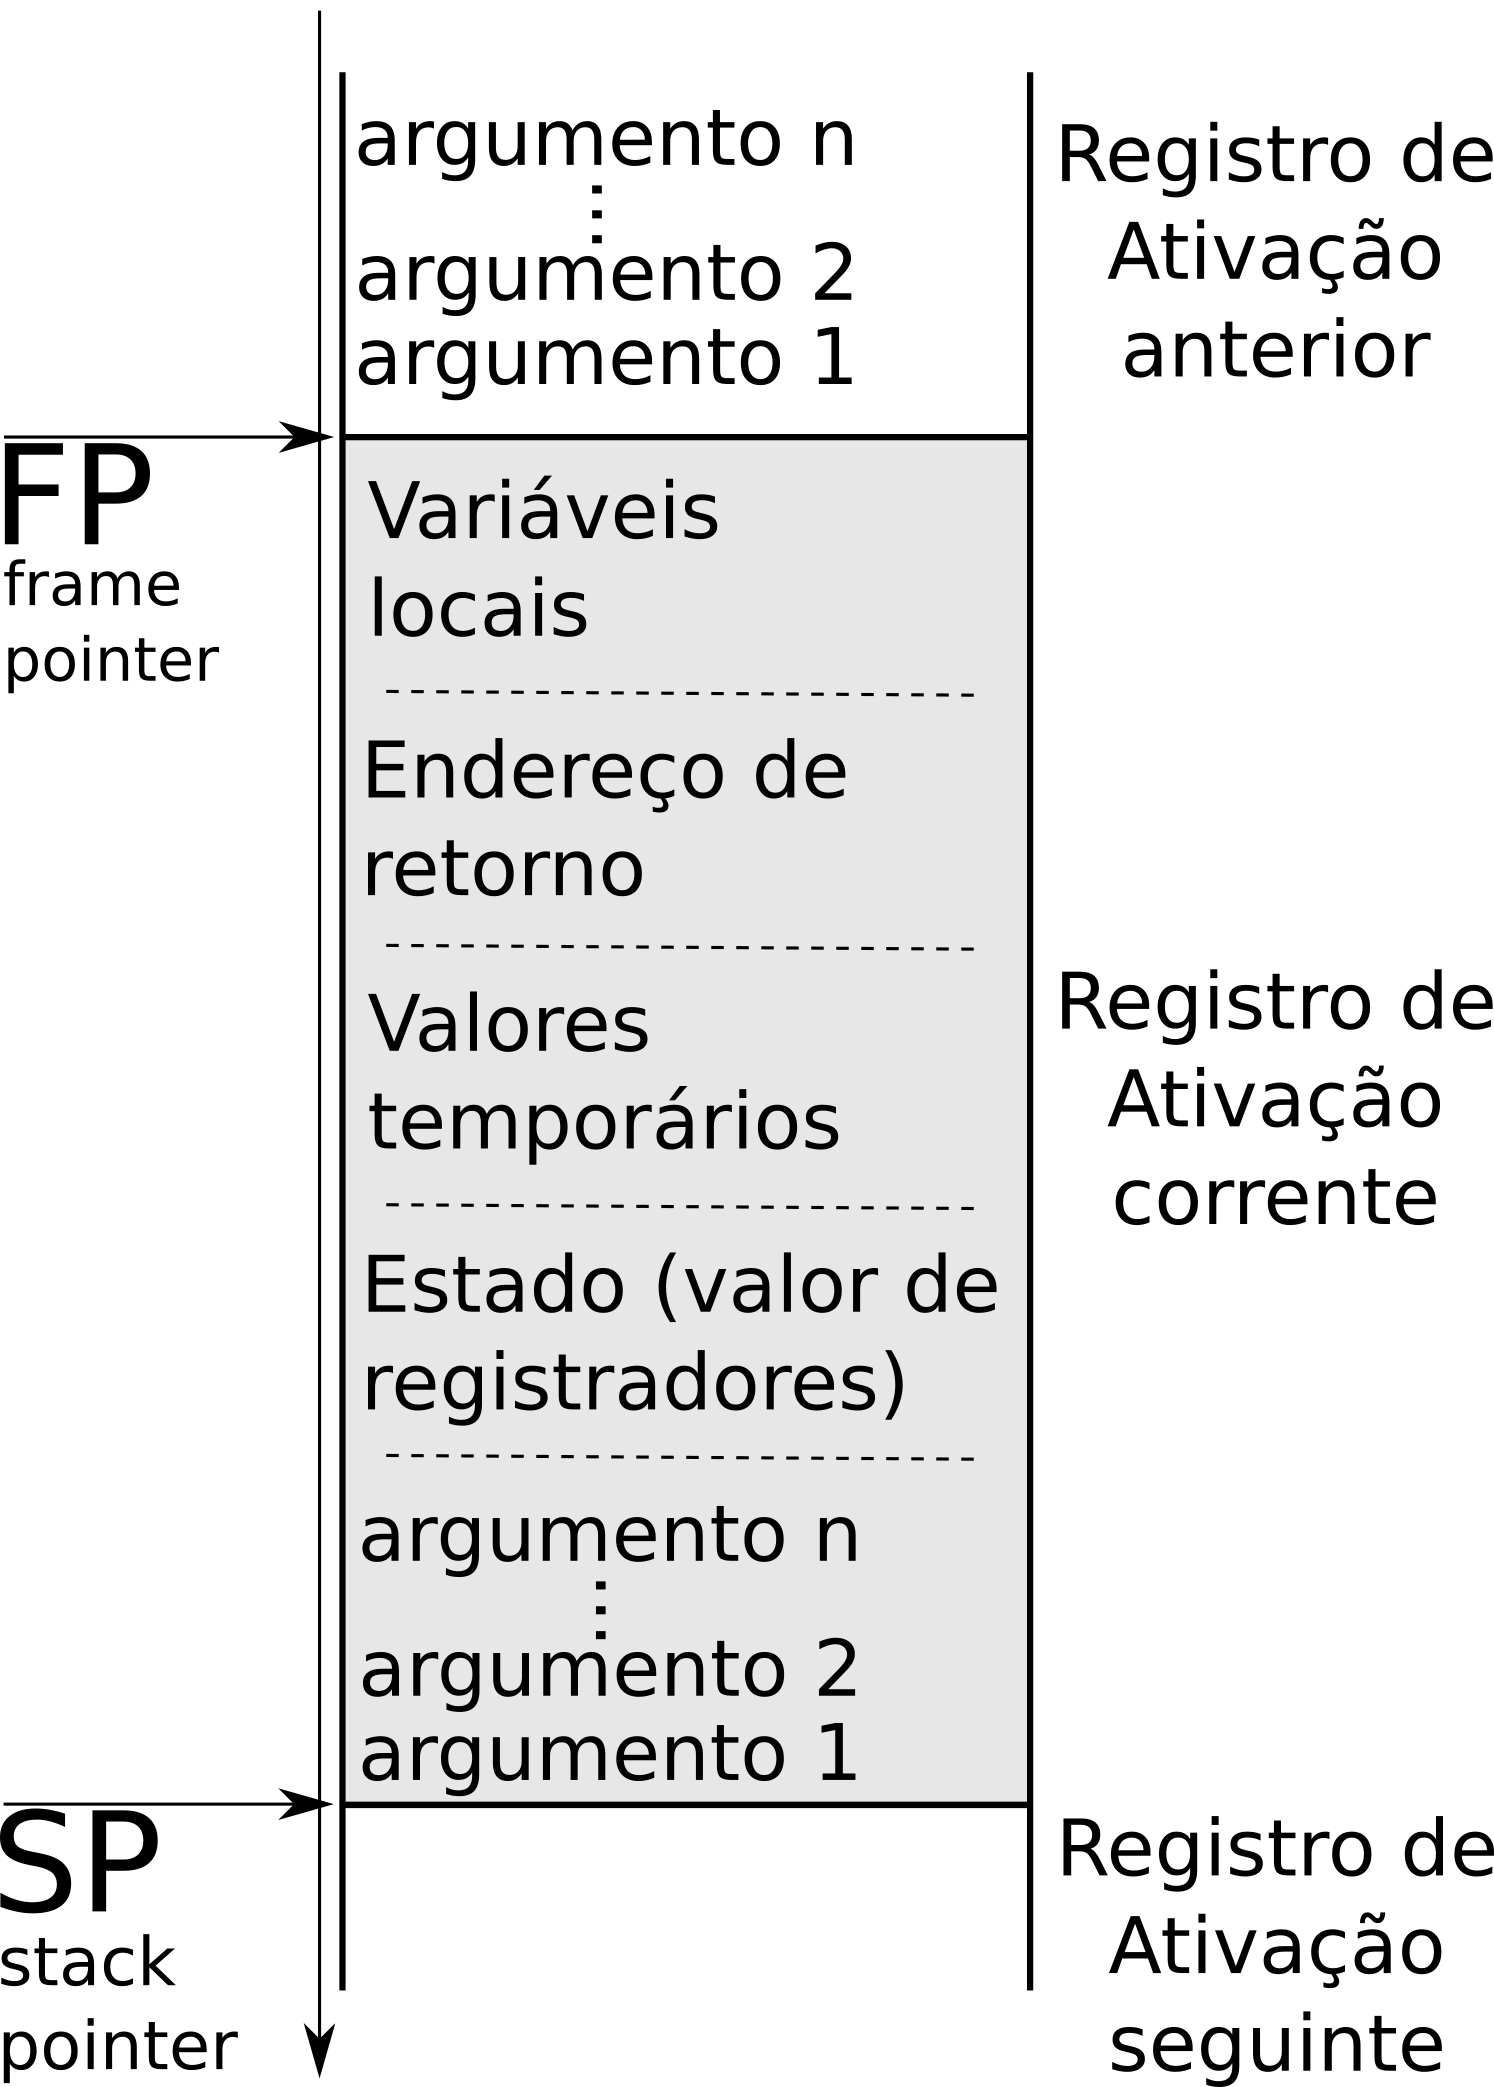 argumento n
argumento 2
argumento 1
Registro de
Ativação
anterior
FP
frame
pointer
Variáveis
locais
Endereço de
retorno
Valores
temporários
Estado (valor de
registradores)
argumento n
argumento 2
argumento 1
Registro de
Ativação
corrente
SP
stack
pointer
Registro de
Ativação
seguinte